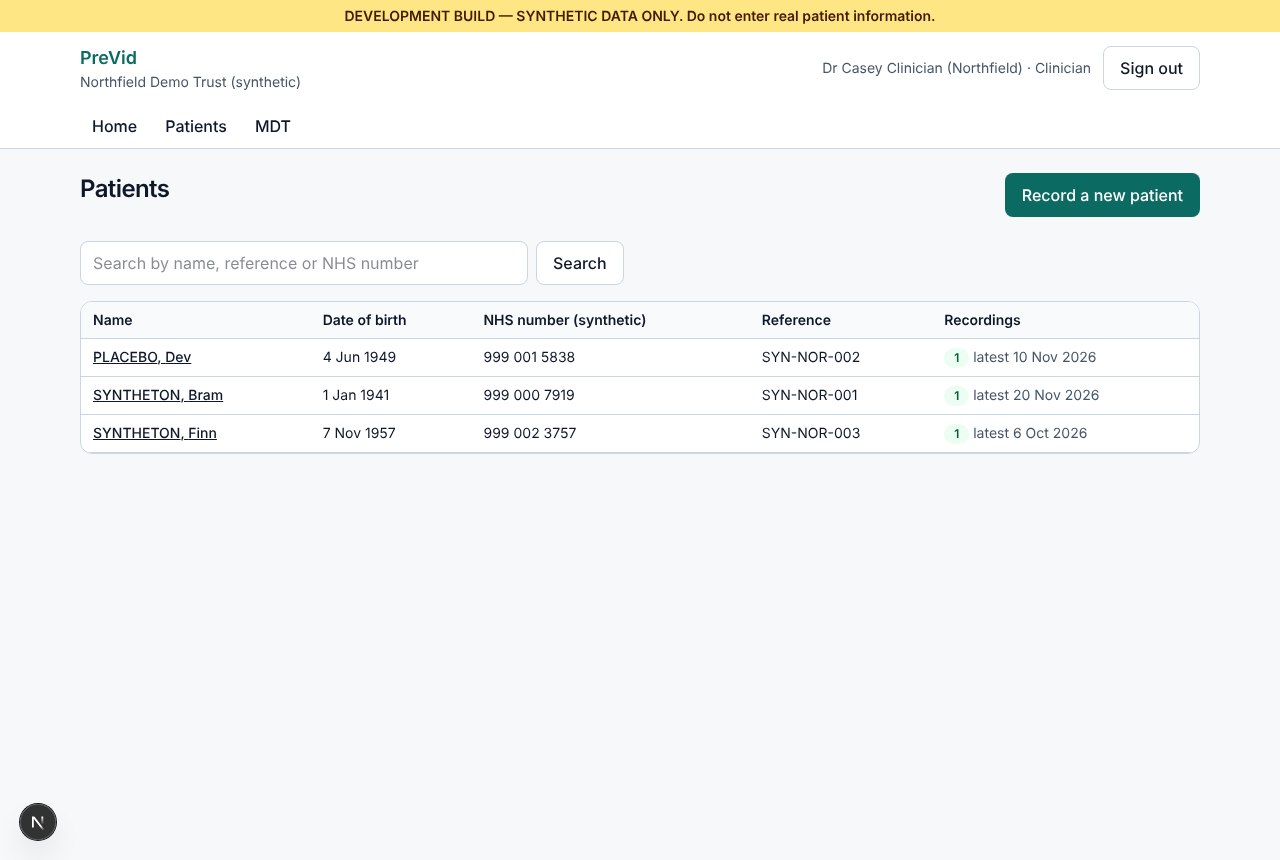 DEVELOPMENT BUILD — SYNTHETIC DATA ONLY. Do not enter real patient information.
PreVid
Northfield Demo Trust (synthetic)
Dr Casey Clinician (Northfield) · Clinician
Sign out
Home Patients MDT
Patients
Record a new patient
Search by name, reference or NHS number
Search
Name Date of birth NHS number (synthetic) Reference Recordings
PLACEBO, Dev 4 Jun 1949 999 001 5838 SYN-NOR-002 1 latest 10 Nov 2026
SYNTHETON, Bram 1 Jan 1941 999 000 7919 SYN-NOR-001 1 latest 20 Nov 2026
SYNTHETON, Finn 7 Nov 1957 999 002 3757 SYN-NOR-003 1 latest 6 Oct 2026
N